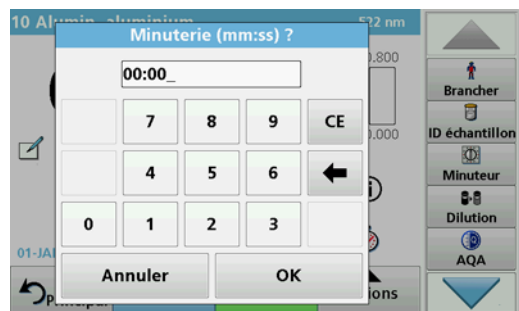 10 Alumin, aluminium 522 nm
Minuterie (mm:ss) ?
00:00_
0.800
0.000
7 8 9 CE
4 5 6
0 1 2 3
Annuler OK
01-JA
Principal
ions
Brancher
ID échantillon
Minuteur
Dilution
AQA